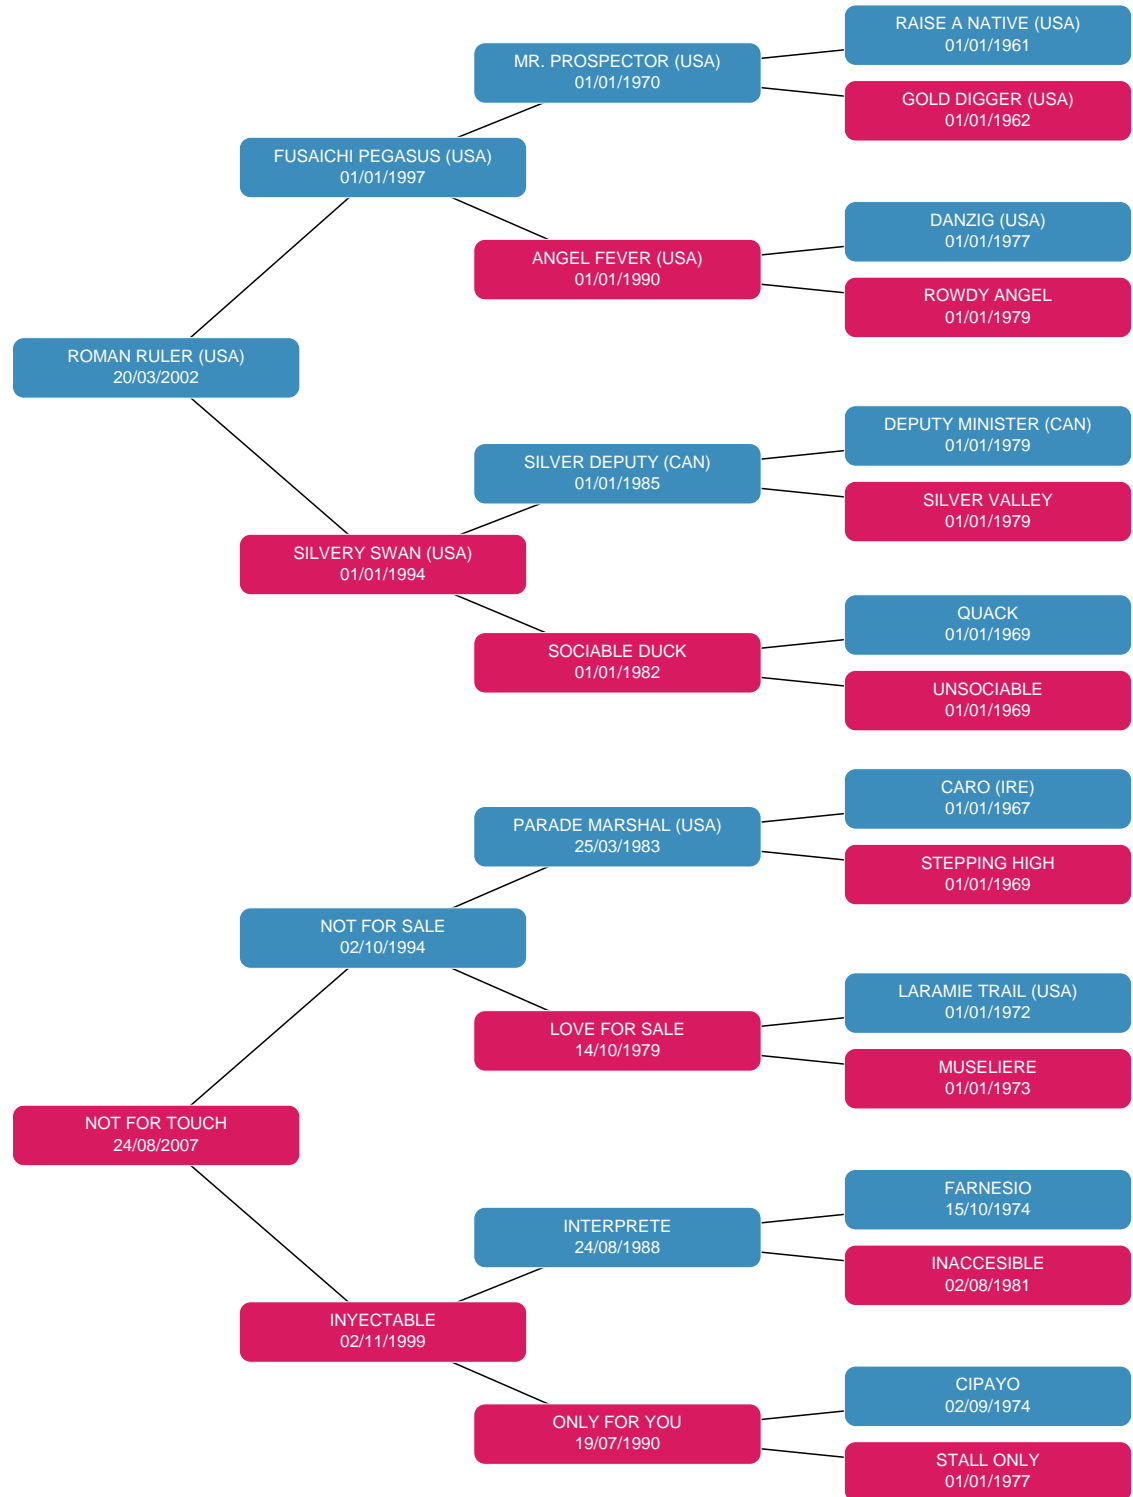 RAISE A NATIVE (USA)
01/01/1961
MR. PROSPECTOR (USA)
01/01/1970
GOLD DIGGER (USA)
01/01/1962
FUSAICHI PEGASUS (USA)
01/01/1997
DANZIG (USA)
01/01/1977
ANGEL FEVER (USA)
01/01/1990
ROWDY ANGEL
01/01/1979
ROMAN RULER (USA)
20/03/2002
DEPUTY MINISTER (CAN)
01/01/1979
SILVER DEPUTY (CAN)
01/01/1985
SILVER VALLEY
01/01/1979
SILVERY SWAN (USA)
01/01/1994
QUACK
01/01/1969
SOCIABLE DUCK
01/01/1982
UNSOCIABLE
01/01/1969
CARO (IRE)
01/01/1967
PARADE MARSHAL (USA)
25/03/1983
STEPPING HIGH
01/01/1969
NOT FOR SALE
02/10/1994
LARAMIE TRAIL (USA)
01/01/1972
LOVE FOR SALE
14/10/1979
MUSELIERE
01/01/1973
NOT FOR TOUCH
24/08/2007
FARNESIO
15/10/1974
INTERPRETE
24/08/1988
INACCESIBLE
02/08/1981
INYECTABLE
02/11/1999
CIPAYO
02/09/1974
ONLY FOR YOU
19/07/1990
STALL ONLY
01/01/1977